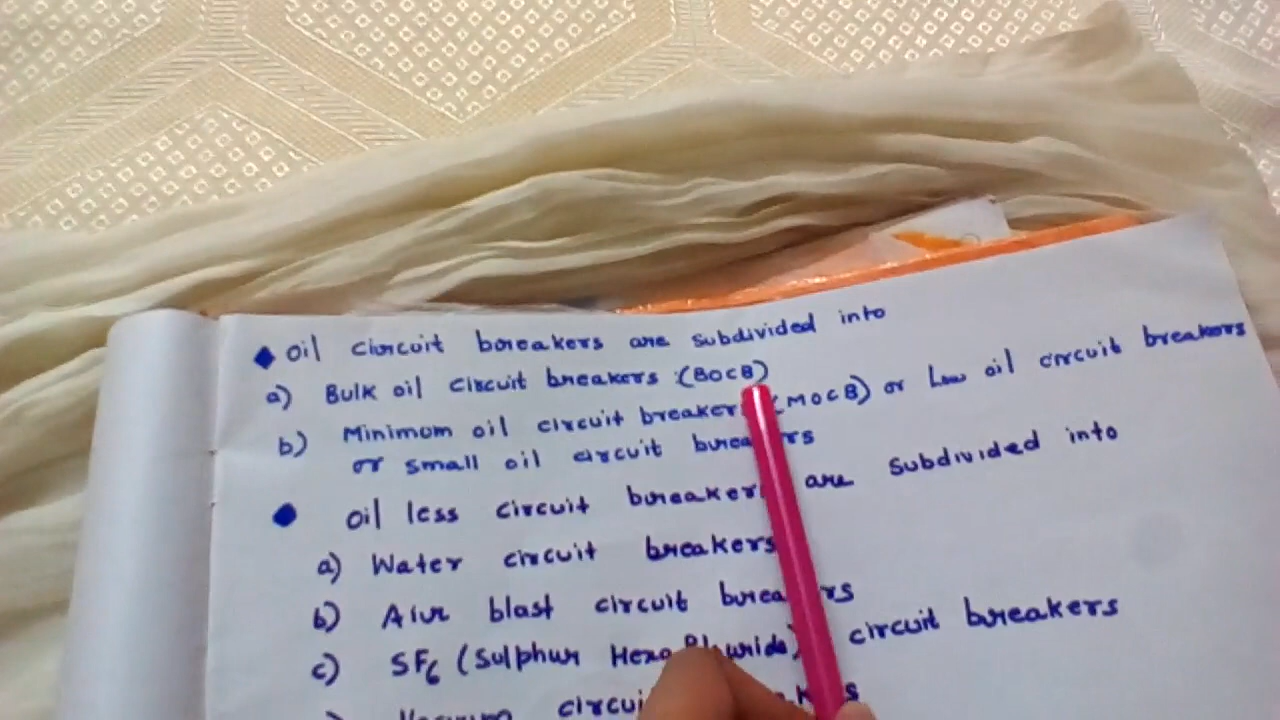 oil circuit breakers are subdivided into
a) Bulk oil circuit breakers :(BOCB)
b) Minimum oil circuit breaker (MOCB) or Low oil circuit breakers
or small oil circuit breakers
oil less circuit breakers are subdivided into
a) Water circuit breakers
b) Air blast circuit breakers
c) SF6 (Sulphur Hexa Fluride) circuit breakers